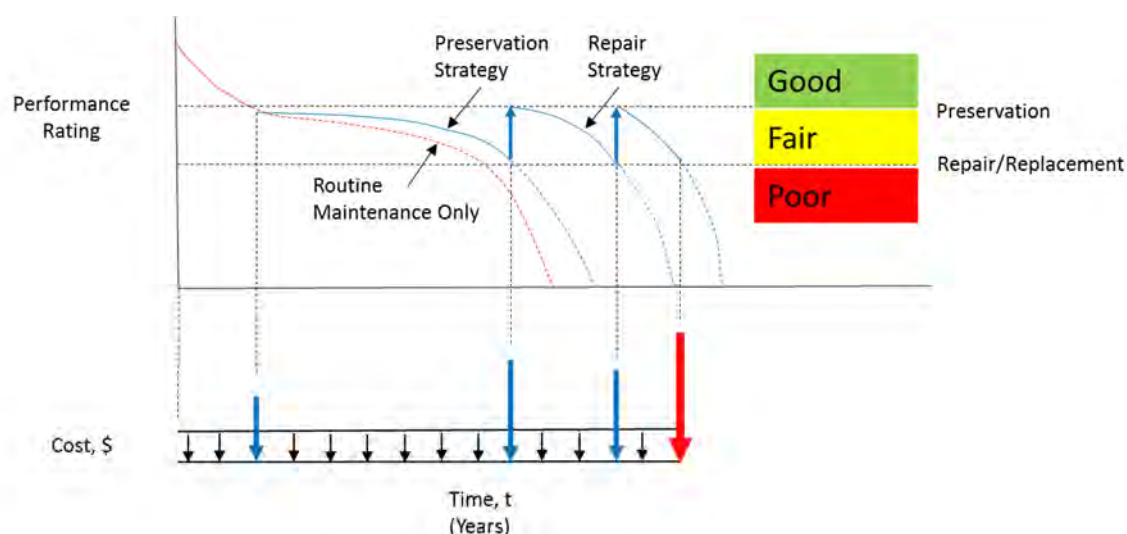 Preservation
Strategy
Repair
Strategy
Good
Performance
Rating
Preservation
Fair
Repair/Replacement
Routine
Maintenance Only
Poor
Cost, $
Time, t
(Years)